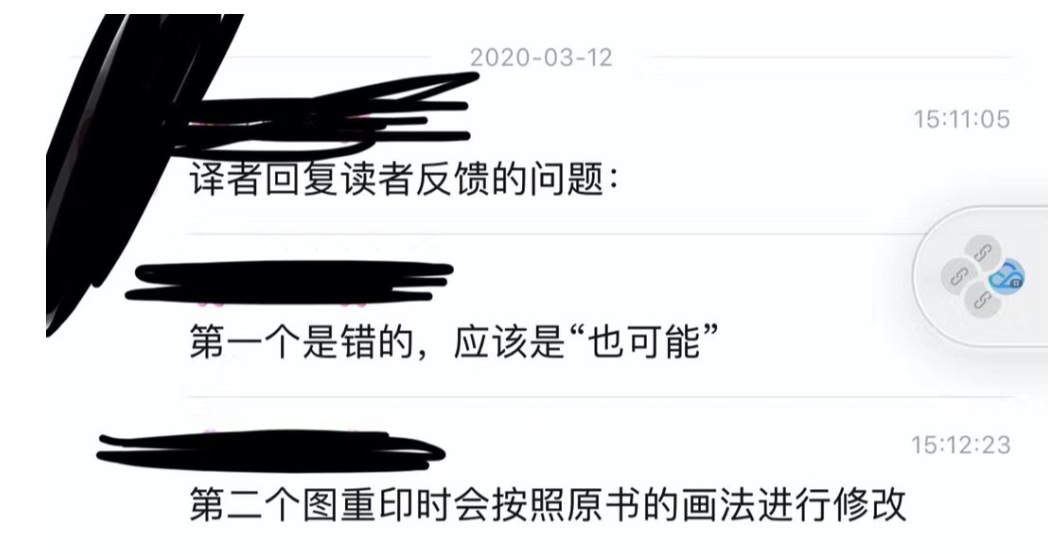 2020-03-12
15:11:05
译者回复读者反馈的问题：
第一个是错的，应该是“也可能”
15:12:23
第二个图重印时会按照原书的画法进行修改